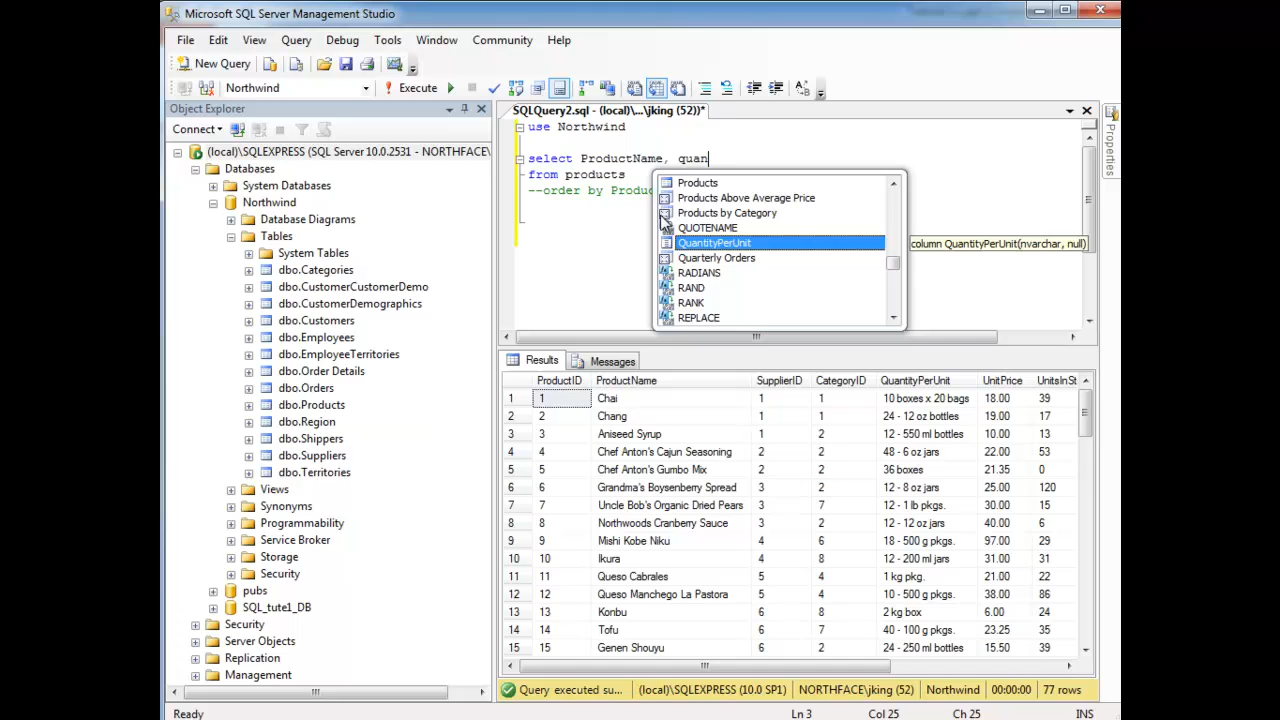 Microsoft SQL Server Management Studio
File Edit View Query Debug Tools Window Community Help
New Query
Northwind Execute
Object Explorer
Connect
(local)\SQLEXPRESS (SQL Server 10.0.2531 - NORTHFACE\
Databases
System Databases
Northwind
Database Diagrams
Tables
System Tables
dbo.Categories
dbo.CustomerCustomerDemo
dbo.CustomerDemographics
dbo.Customers
dbo.Employees
dbo.EmployeeTerritories
dbo.Order Details
dbo.Orders
dbo.Products
dbo.Region
dbo.Shippers
dbo.Suppliers
dbo.Territories
Views
Synonyms
Programmability
Service Broker
Storage
Security
pubs
SQL_tute1_DB
Security
Server Objects
Replication
Management
SQLQuery2.sql - (local)\...\jking (52))*
use Northwind
select ProductName, quan
from products
--order by Produc
Products
Products Above Average Price
Products by Category
QUOTENAME
QuantityPerUnit
Quarterly Orders
RADIANS
RAND
RANK
REPLACE
column QuantityPerUnit(nvarchar, null)
Properties
Results Messages
ProductID ProductName SupplierID CategoryID QuantityPerUnit UnitPrice UnitsInSt
1 1 Chai 1 1 10 boxes x 20 bags 18.00 39
2 2 Chang 1 1 24 - 12 oz bottles 19.00 17
3 3 Aniseed Syrup 1 2 12 - 550 ml bottles 10.00 13
4 4 Chef Anton's Cajun Seasoning 2 2 48 - 6 oz jars 22.00 53
5 5 Chef Anton's Gumbo Mix 2 2 36 boxes 21.35 0
6 6 Grandma's Boysenberry Spread 3 2 12 - 8 oz jars 25.00 120
7 7 Uncle Bob's Organic Dried Pears 3 7 12 - 1 lb pkgs. 30.00 15
8 8 Northwoods Cranberry Sauce 3 2 12 - 12 oz jars 40.00 6
9 9 Mishi Kobe Niku 4 6 18 - 500 g pkgs. 97.00 29
10 10 Ikura 4 8 12 - 200 ml jars 31.00 31
11 11 Queso Cabrales 5 4 1 kg pkg. 21.00 22
12 12 Queso Manchego La Pastora 5 4 10 - 500 g pkgs. 38.00 86
13 13 Konbu 6 8 2 kg box 6.00 24
14 14 Tofu 6 7 40 - 100 g pkgs. 23.25 35
15 15 Genen Shouyu 6 2 24 - 250 ml bottles 15.50 39
Query executed su... (local)\SQLEXPRESS (10.0 SP1) NORTHFACE\jking (52) Northwind 00:00:00 77 rows
Ready Ln 3 Col 25 Ch 25 INS